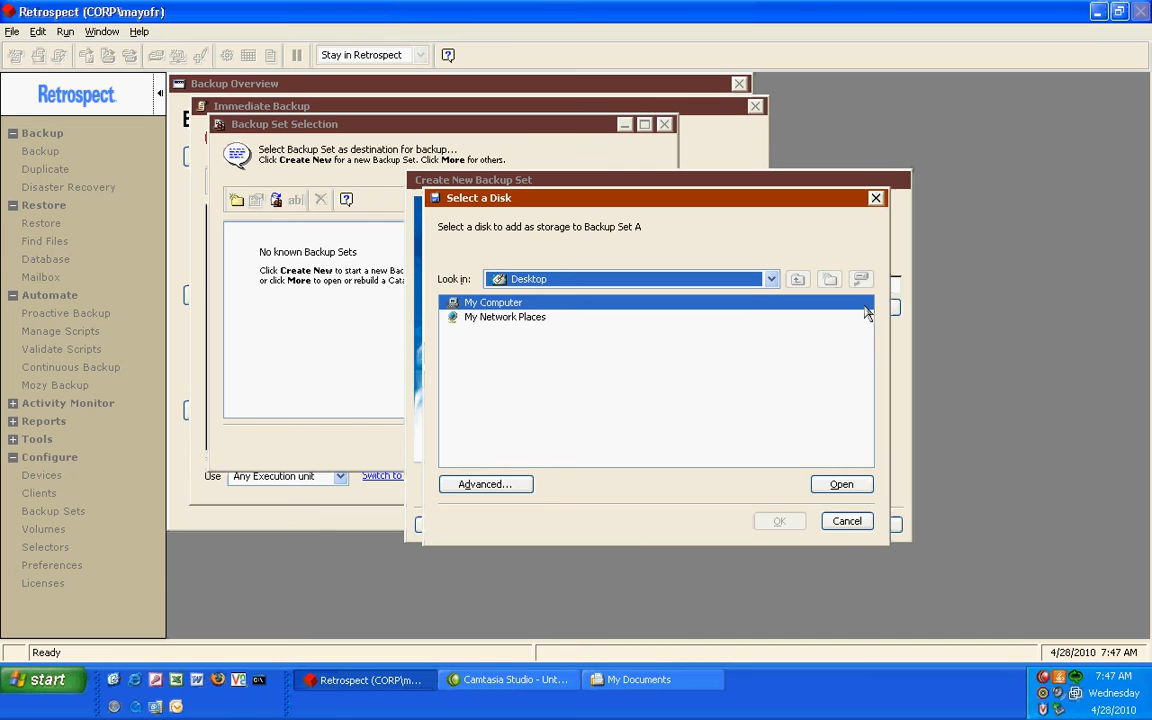 Retrospect (CORP\mayofr)
File Edit Run Window Help
Stay in Retrospect
Retrospect
Backup
Backup
Duplicate
Disaster Recovery
Restore
Restore
Find Files
Database
Mailbox
Automate
Proactive Backup
Manage Scripts
Validate Scripts
Continuous Backup
Mozy Backup
Activity Monitor
Reports
Tools
Configure
Devices
Clients
Backup Sets
Volumes
Selectors
Preferences
Licenses
Backup Overview
Immediate Backup
Backup Set Selection
Select Backup Set as destination for backup...
Click Create New for a new Backup Set. Click More for others.
ab
No known Backup Sets
Click Create New to start a new Bac
or click More to open or rebuild a Cata
Use Any Execution unit Switch to
Create New Backup Set
Select a Disk
Select a disk to add as storage to Backup Set A
Look in: Desktop
My Computer
My Network Places
Advanced... Open
OK Cancel
Ready 4/28/2010 7:47 AM
start Retrospect (CORP\m... Camtasia Studio - Unt... My Documents
7:47 AM
Wednesday
4/28/2010